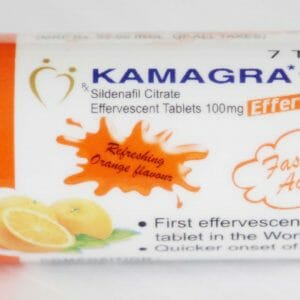 7 T
KAMAGRA*
Rx Sildenafil Citrate
Effervescent Tablets 100mg
Effer
Refreshing
Orange flavour
Fas
• First effervescen
tablet in the Wor
• Quicker onset of